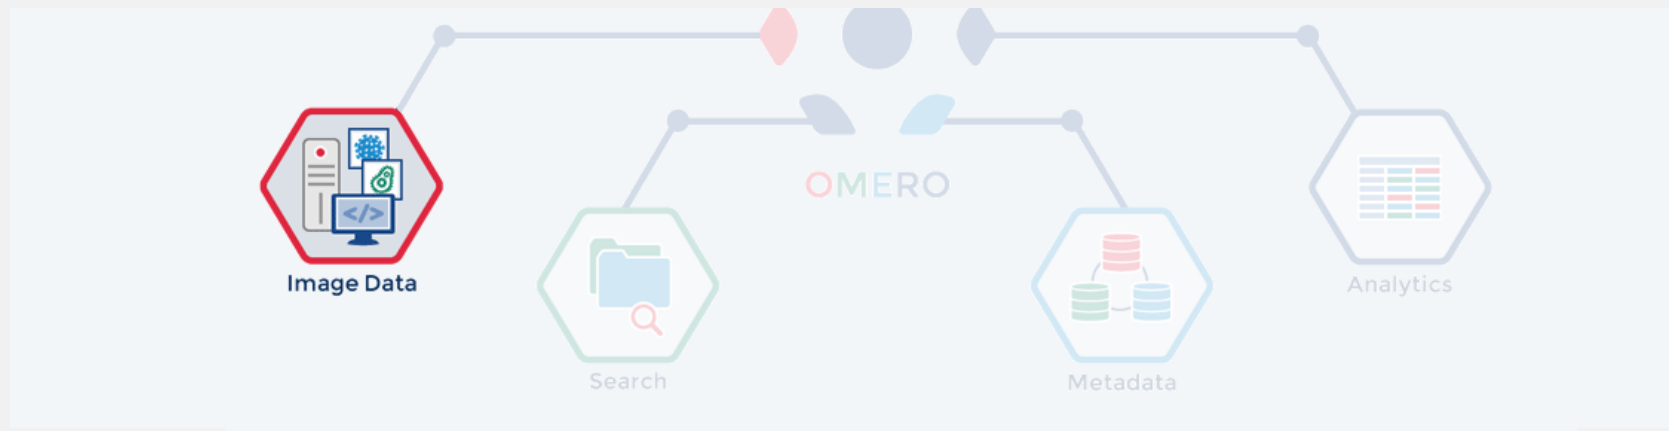 </>
OMERO
Image Data
Search
Metadata
Analytics